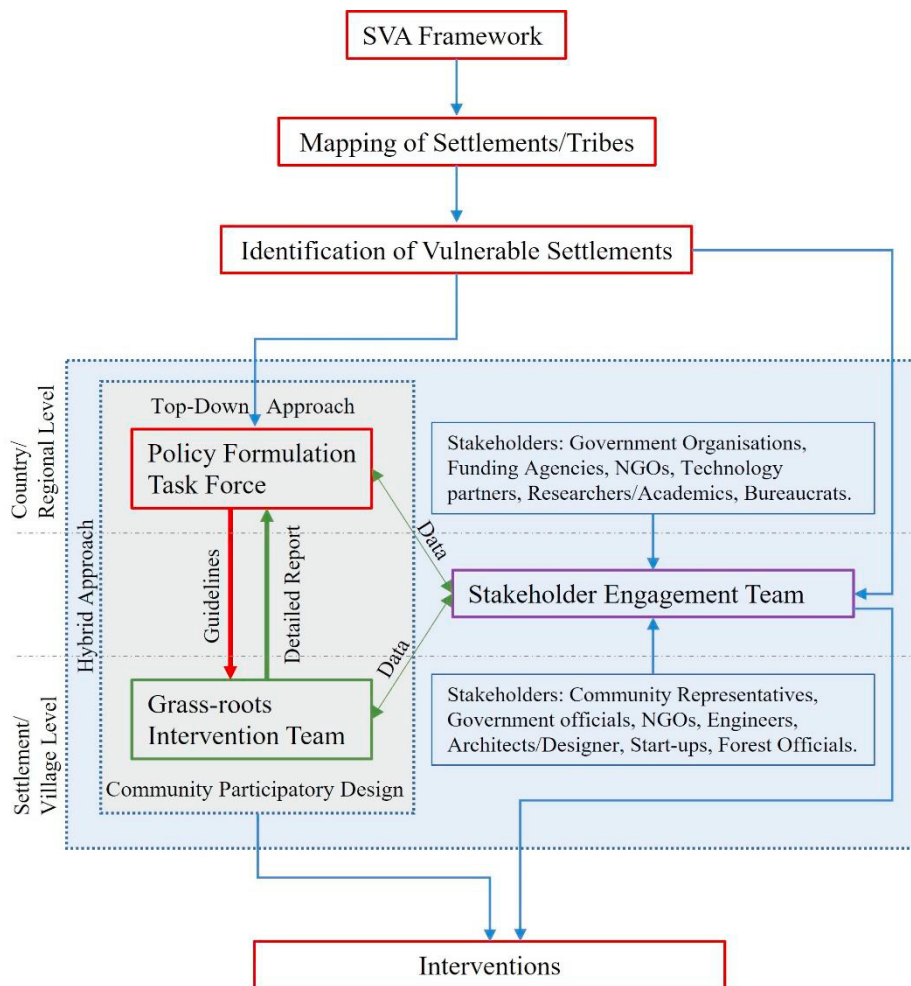 SVA Framework
Mapping of Settlements/Tribes
Identification of Vulnerable Settlements
Country/
Regional Level
Hybrid Approach
Top-Down Approach
Policy Formulation
Task Force
Stakeholders: Government Organisations,
Funding Agencies, NGOs, Technology
partners, Researchers/Academics, Bureaucrats.
Guidelines
Detailed Report
Data
Stakeholder Engagement Team
Data
Settlement/
Village Level
Grass-roots
Intervention Team
Stakeholders: Community Representatives,
Government officials, NGOs, Engineers,
Architects/Designer, Start-ups, Forest Officials.
Community Participatory Design
Interventions